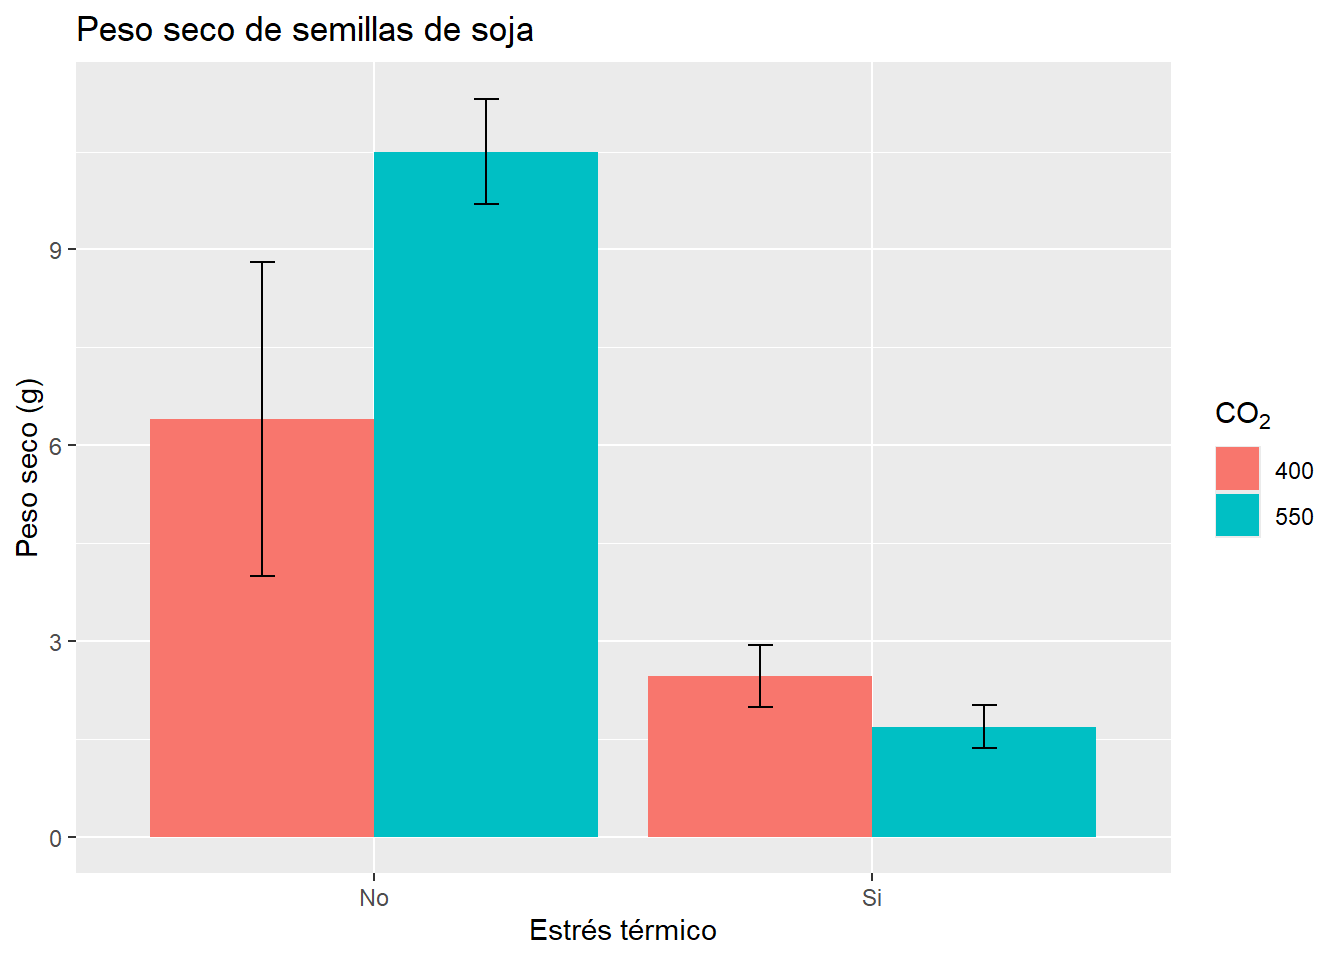 Peso seco de semillas de soja
Peso seco (g)
9
6
3
0
No
Si
Estrés térmico
CO₂
400
550